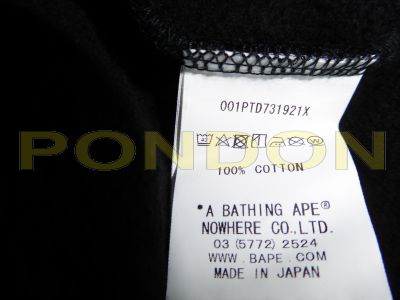 001PTD731921X
PONDON
100% COTTON
*A BATHING APE®
NOWHERE CO.,LTD.
03 (5772) 2524
WWW.BAPE.COM
MADE IN JAPAN